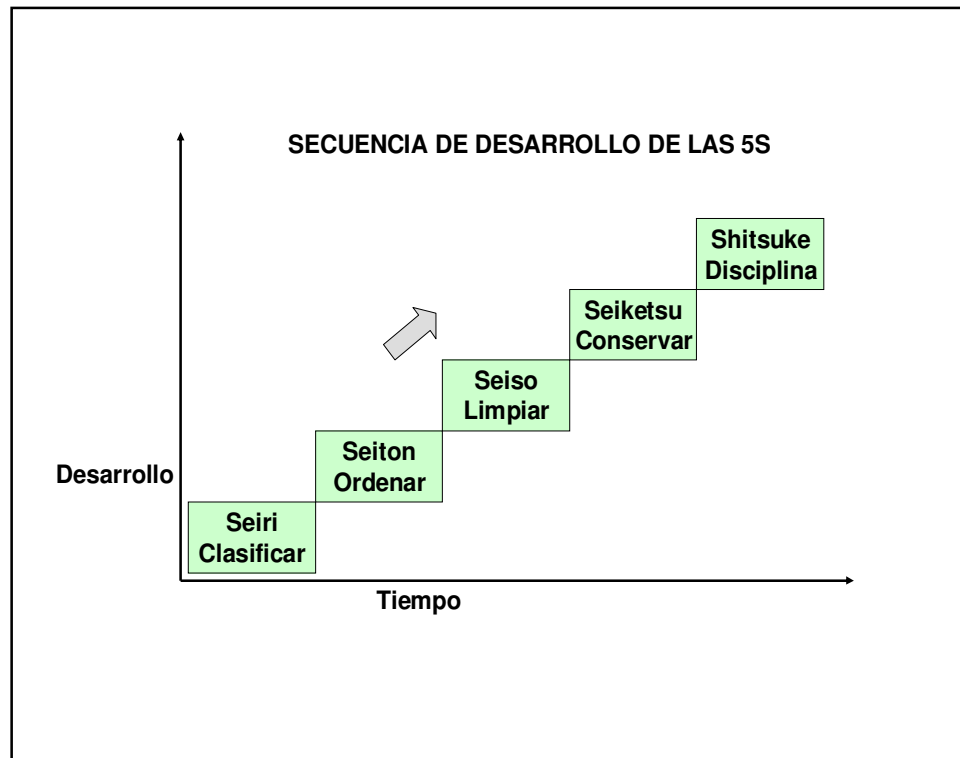 SECUENCIA DE DESARROLLO DE LAS 5S
Shitsuke
Disciplina
Seiketsu
Conservar
Seiso
Limpiar
Seiton
Ordenar
Desarrollo
Seiri
Clasificar
Tiempo